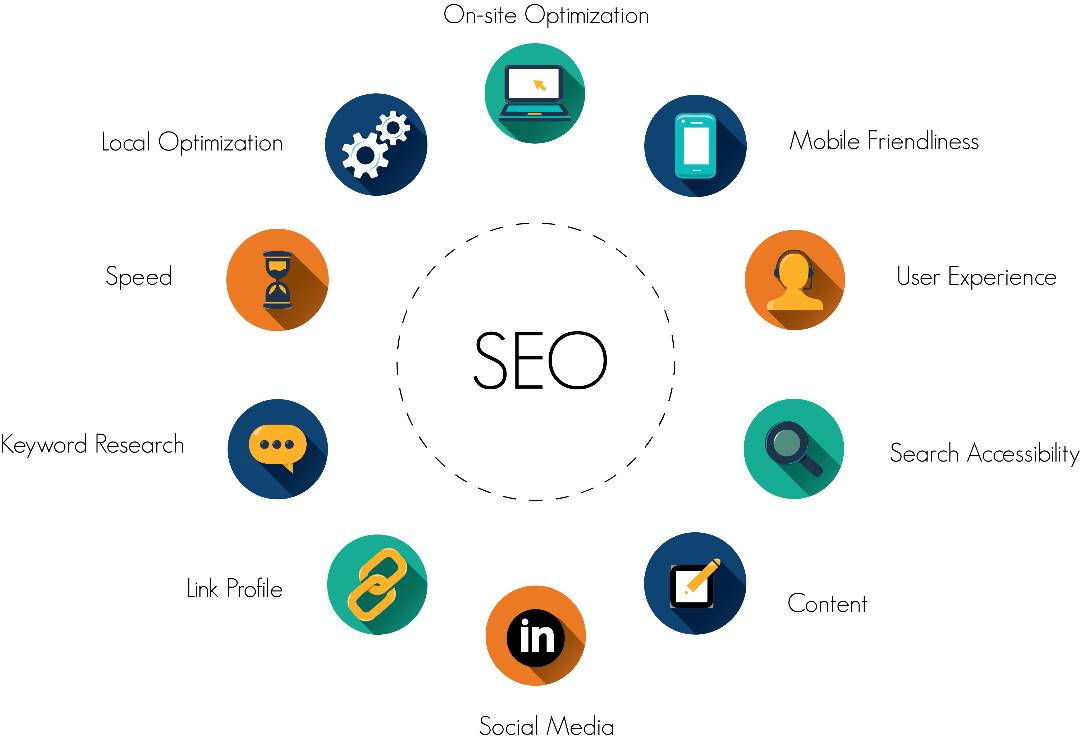 On-site Optimization
Local Optimization
Mobile Friendliness
Speed
User Experience
SEO
Keyword Research
Search Accessibility
Link Profile
Content
in
Social Media